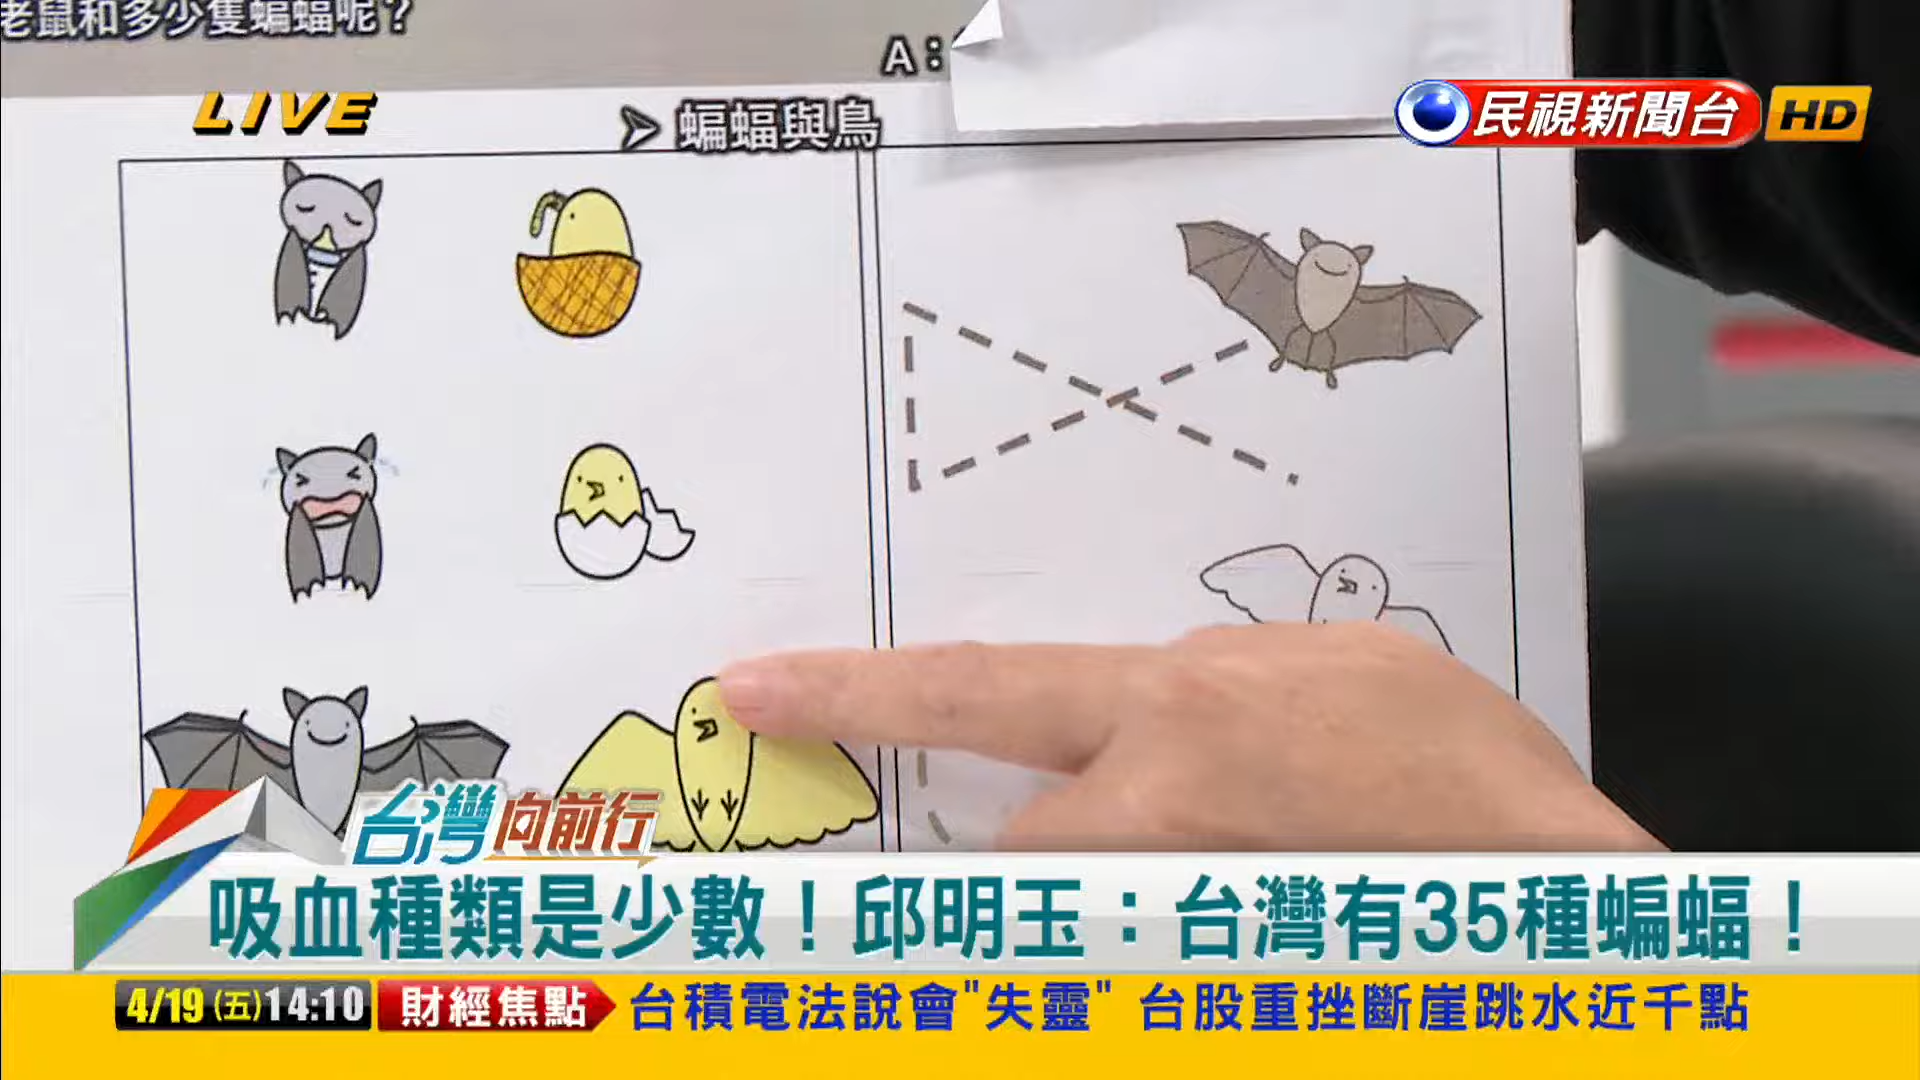 老鼠和多少隻蝙蝠呢？
A：
LIVE
➢ 蝙蝠與鳥
民視新聞台 HD
台灣向前行
吸血種類是少數！邱明玉：台灣有35種蝙蝠！
4/19(五)14:10 財經焦點 台積電法說會"失靈" 台股重挫斷崖跳水近千點